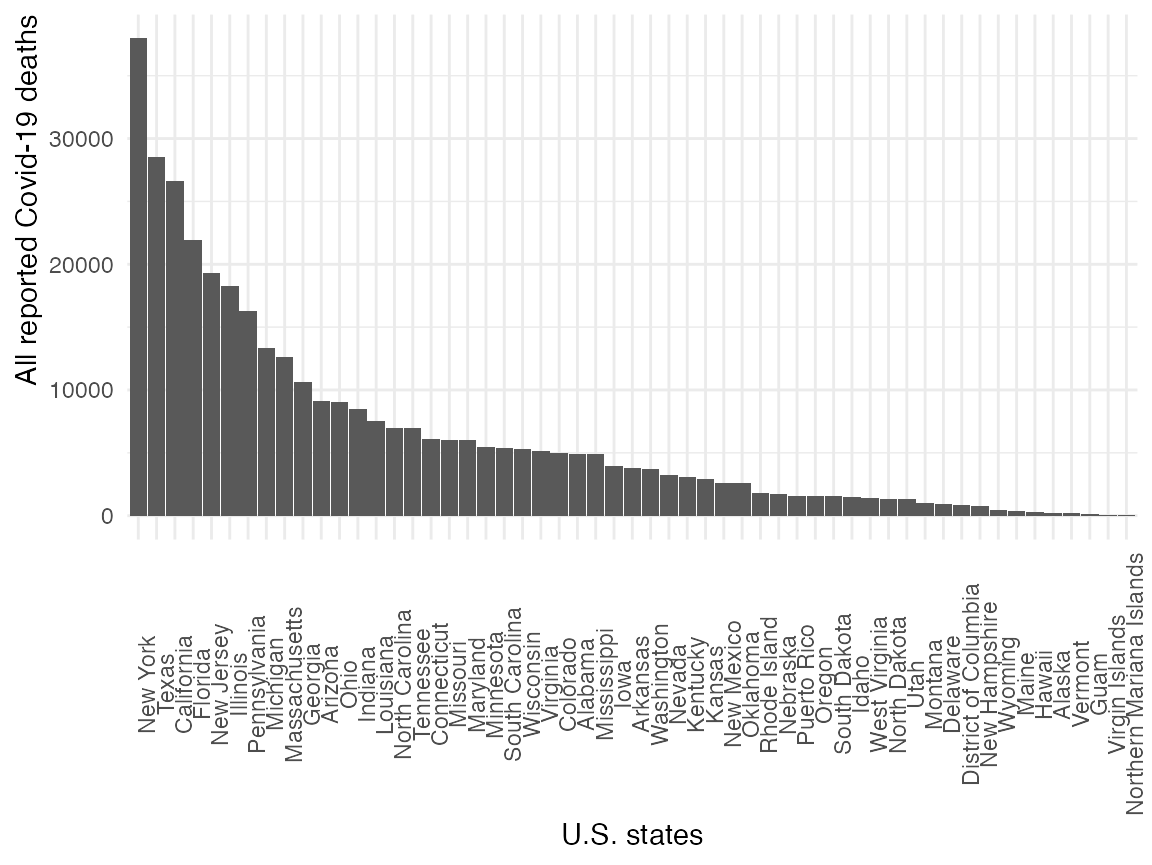 All reported Covid-19 deaths
30000
20000
10000
0
New York
Texas
California
Florida
New Jersey
Illinois
Pennsylvania
Michigan
Massachusetts
Georgia
Arizona
Ohio
Indiana
Louisiana
North Carolina
Tennessee
Connecticut
Missouri
Maryland
Minnesota
South Carolina
Wisconsin
Virginia
Colorado
Alabama
Mississippi
Iowa
Arkansas
Washington
Nevada
Kentucky
Kansas
New Mexico
Oklahoma
Rhode Island
Nebraska
Puerto Rico
Oregon
South Dakota
Idaho
West Virginia
North Dakota
Utah
Montana
Delaware
District of Columbia
New Hampshire
Wyoming
Maine
Hawaii
Alaska
Vermont
Guam
Virgin Islands
Northern Mariana Islands
U.S. states